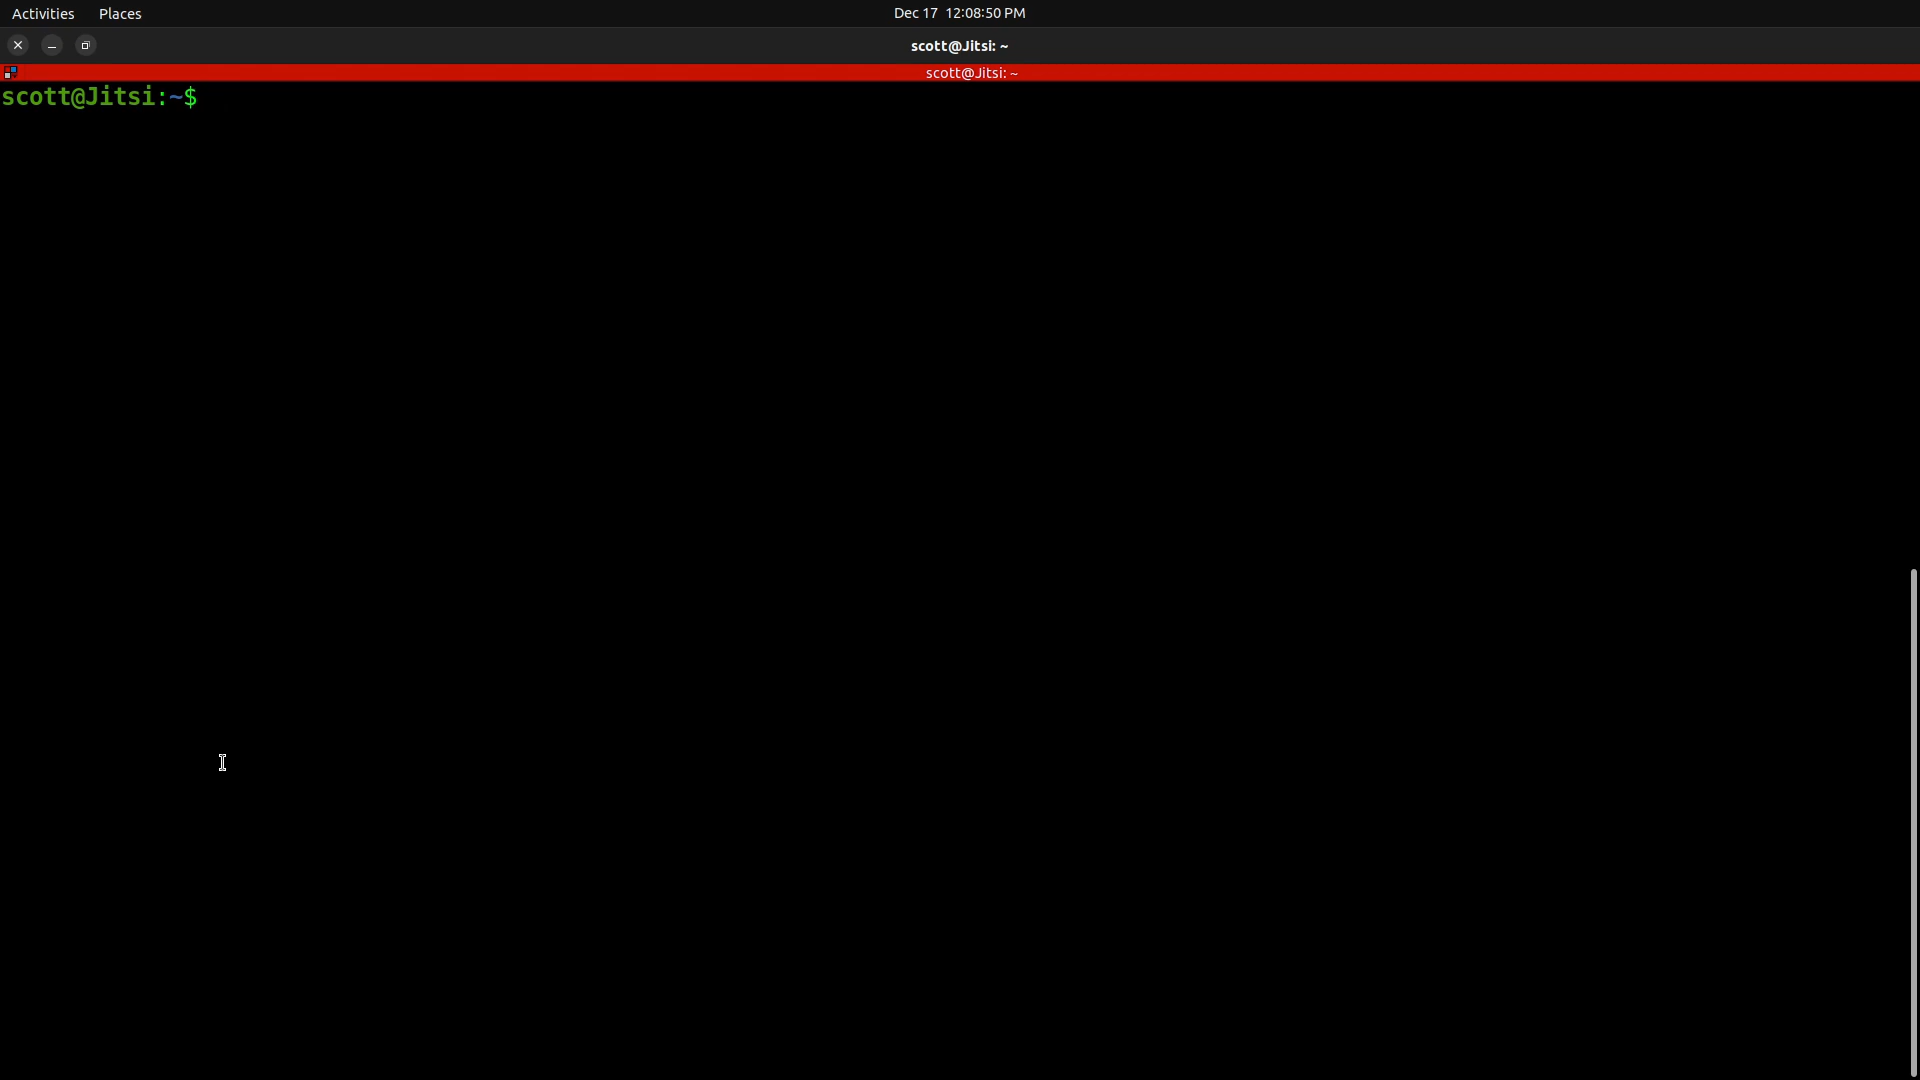 Activities Places Dec 17 12:08:50 PM
scott@Jitsi: ~
scott@Jitsi: ~
scott@Jitsi:~$